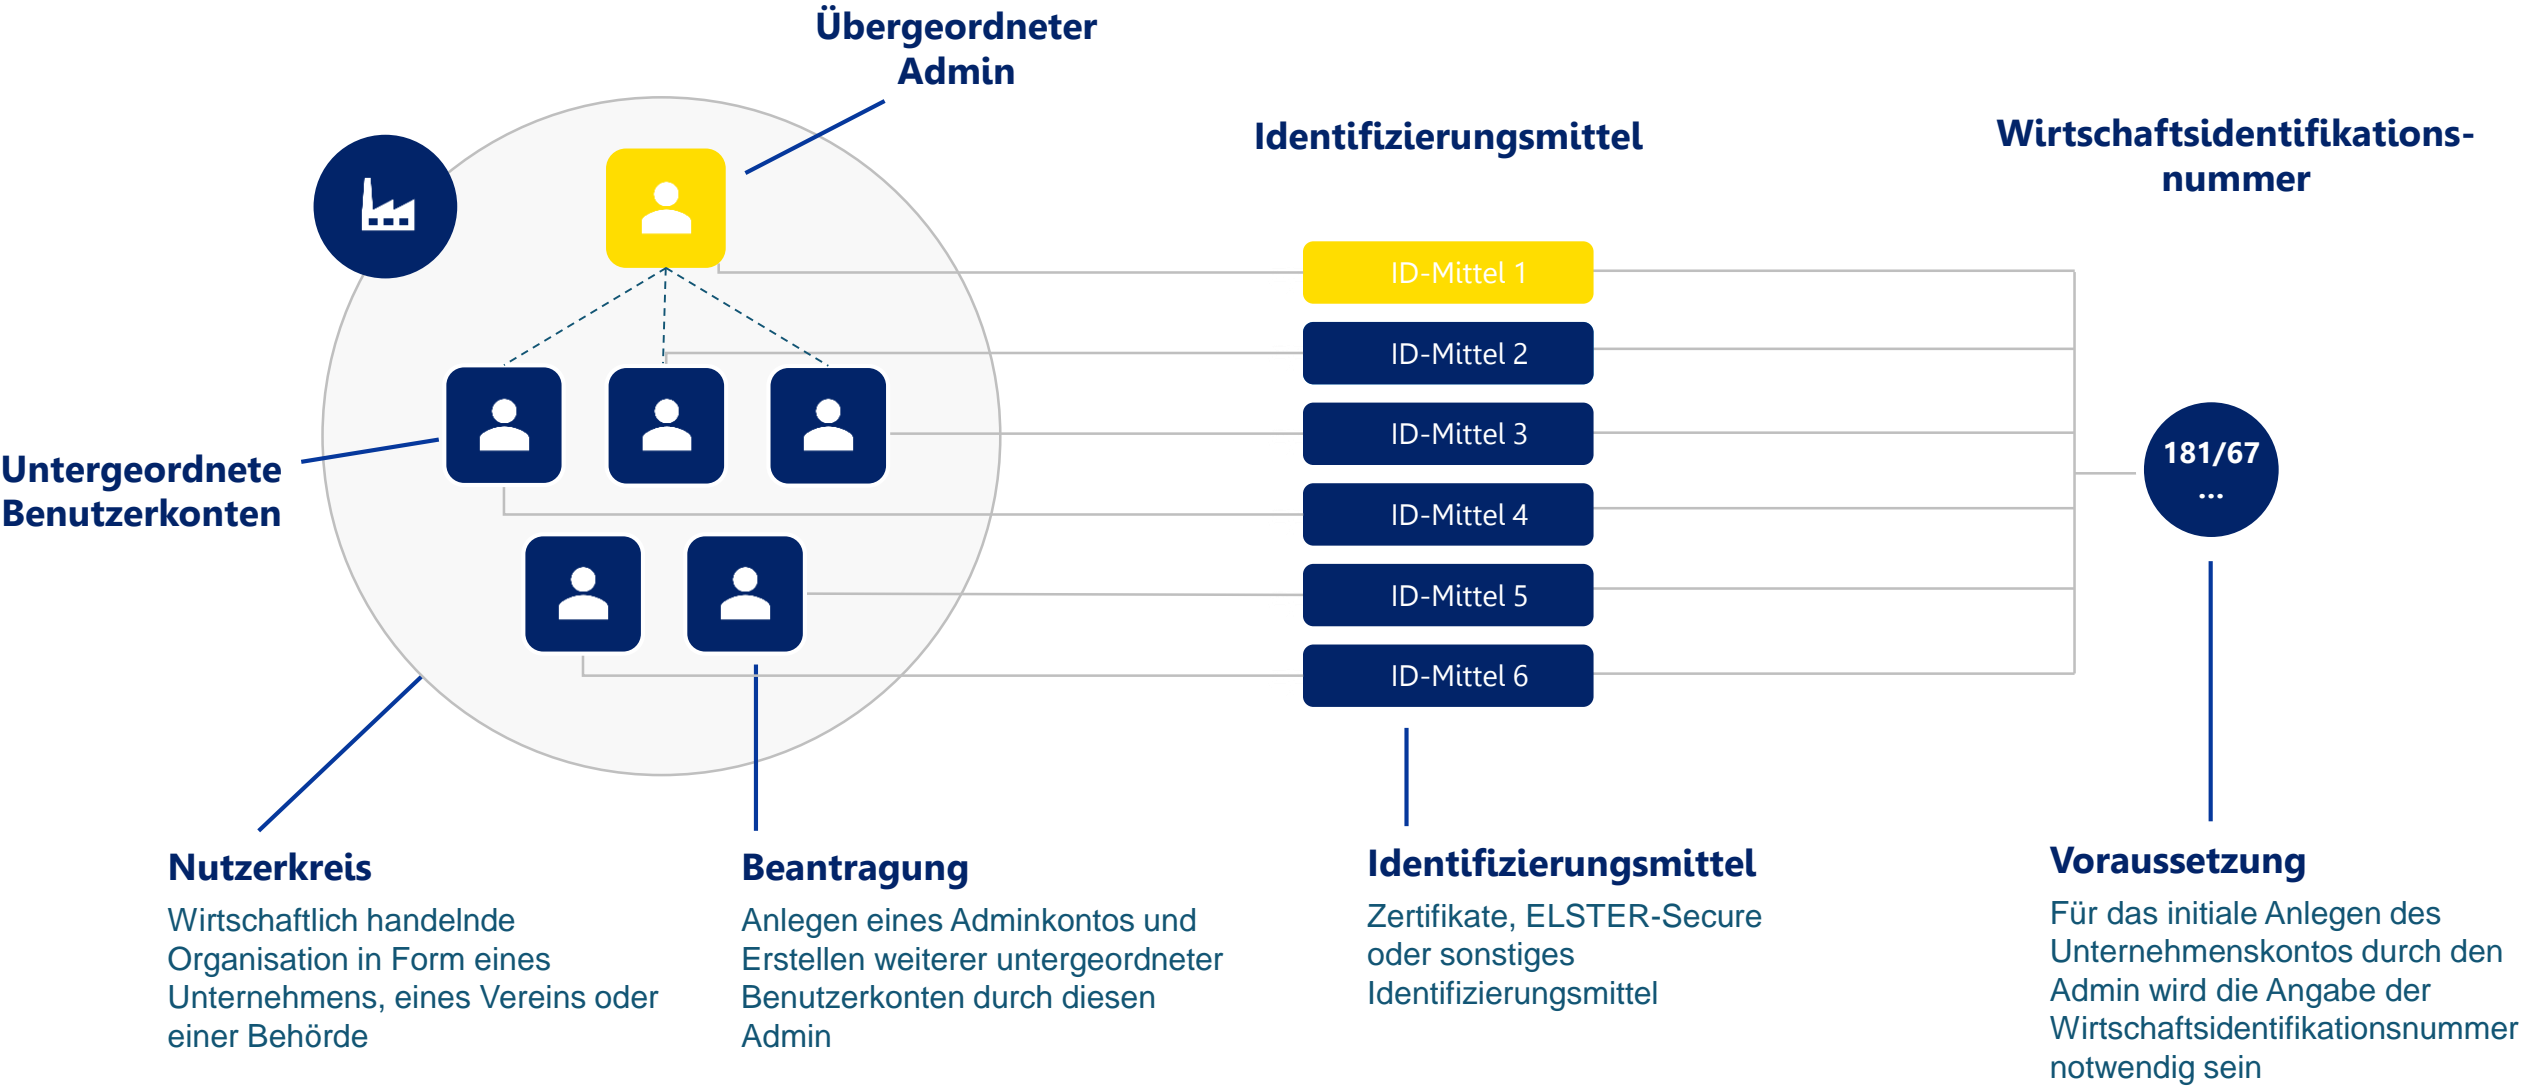 Übergeordneter
Admin
Identifizierungsmittel
Wirtschaftsidentifikations-
nummer
ID-Mittel 1
ID-Mittel 2
ID-Mittel 3
ID-Mittel 4
ID-Mittel 5
ID-Mittel 6
181/67
...
Untergeordnete
Benutzerkonten
Nutzerkreis
Wirtschaftlich handelnde
Organisation in Form eines
Unternehmens, eines Vereins oder
einer Behörde
Beantragung
Anlegen eines Adminkontos und
Erstellen weiterer untergeordneter
Benutzerkonten durch diesen
Admin
Identifizierungsmittel
Zertifikate, ELSTER-Secure
oder sonstiges
Identifizierungsmittel
Voraussetzung
Für das initiale Anlegen des
Unternehmenskontos durch den
Admin wird die Angabe der
Wirtschaftsidentifikationsnummer
notwendig sein